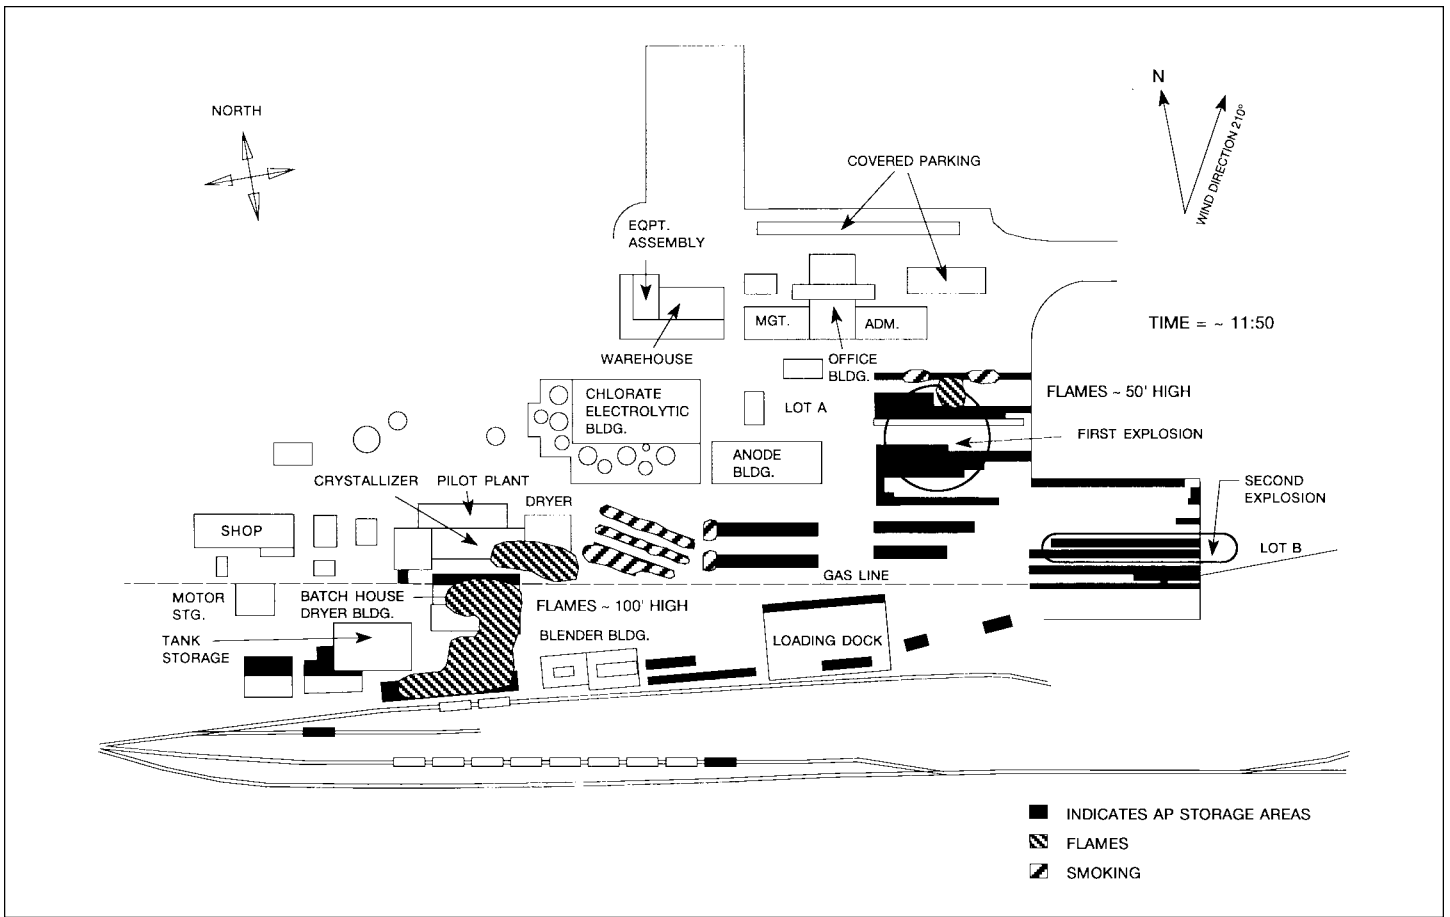 N
NORTH
WIND DIRECTION 210°
COVERED PARKING
EQPT.
ASSEMBLY
MGT.
ADM.
TIME = ~ 11:50
WAREHOUSE
OFFICE
BLDG.
CHLORATE
ELECTROLYTIC
BLDG.
LOT A
FLAMES ~ 50' HIGH
FIRST EXPLOSION
ANODE
BLDG.
CRYSTALLIZER
PILOT PLANT
DRYER
SECOND
EXPLOSION
SHOP
LOT B
GAS LINE
MOTOR
STG.
BATCH HOUSE
DRYER BLDG.
FLAMES ~ 100' HIGH
BLENDER BLDG.
TANK
STORAGE
LOADING DOCK
INDICATES AP STORAGE AREAS
FLAMES
SMOKING